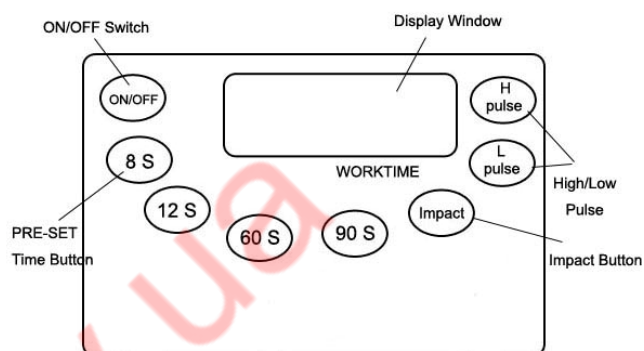 ON/OFF Switch
Display Window
ON/OFF
H
pulse
8 S
L
pulse
WORKTIME
High/Low
Pulse
12 S
Impact
PRE-SET
Time Button
60 S
90 S
Impact Button
ua